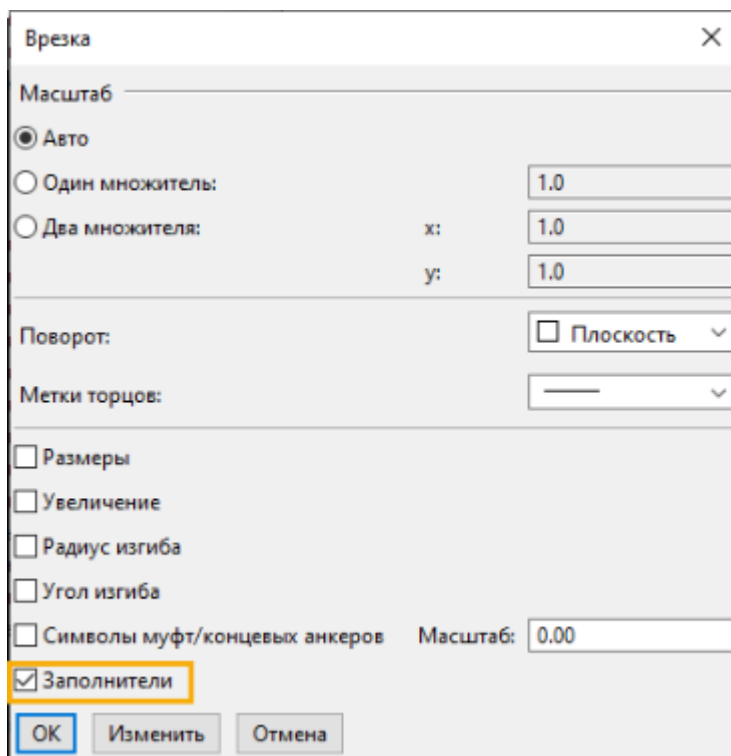 Врезка
Масштаб
Авто
Один множитель: 1.0
Два множителя: x: 1.0
y: 1.0
Поворот: Плоскость
Метки торцов:
Размеры
Увеличение
Радиус изгиба
Угол изгиба
Символы муфт/концевых анкеров Масштаб: 0.00
Заполнители
OK Изменить Отмена